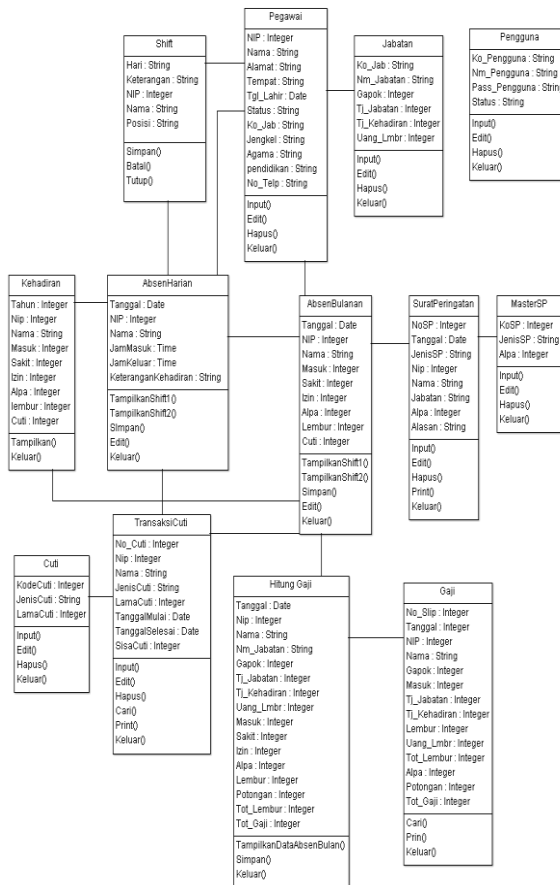 Pegawai
NIP : Integer
Nama : String
Alamat : String
Tempat : String
Tgl_Lahir : Date
Status : String
Ko_Jab : String
Jengkel : String
Agama : String
pendidikan : String
No_Telp : String
Input()
Edit()
Hapus()
Keluar()
Shift
Hari : String
Keterangan : String
NIP : Integer
Nama : String
Posisi : String
Simpan()
Batal()
Tutup()
Jabatan
Ko_Jab : String
Nm_Jabatan : String
Gapok : Integer
Tj_Jabatan : Integer
Tj_Kehadiran : Integer
Uang_Lmbr : Integer
Input()
Edit()
Hapus()
Keluar()
Pengguna
Ko_Pengguna : String
Nm_Pengguna : String
Pass_Pengguna : String
Status : String
Input()
Edit()
Hapus()
Keluar()
Kehadiran
Tahun : Integer
Nip : Integer
Nama : String
Masuk : Integer
Sakit : Integer
Izin : Integer
Alpa : Integer
lembur : Integer
Cuti : Integer
Tampilkan()
Keluar()
AbsenHarian
Tanggal : Date
NIP : Integer
Nama : String
JamMasuk : Time
JamKeluar : Time
KeteranganKehadiran : String
TampilkanShift1()
TampilkanShift2()
SImpan()
Edit()
Keluar()
AbsenBulanan
Tanggal : Date
NIP : Integer
Nama : String
Masuk : Integer
Sakit : Integer
Izin : Integer
Alpa : Integer
Lembur : Integer
Cuti : Integer
TampilkanShift1()
TampilkanShift2()
Simpan()
Edit()
Keluar()
SuratPeringatan
NoSP : Integer
Tanggal : Date
JenisSP : String
Nip : Integer
Nama : String
Jabatan : String
Alpa : Integer
Alasan : String
Input()
Edit()
Hapus()
Print()
Keluar()
MasterSP
KoSP : Integer
JenisSP : String
Alpa : Integer
Input()
Edit()
Hapus()
Keluar()
Cuti
KodeCuti : Integer
JenisCuti : String
LamaCuti : Integer
Input()
Edit()
Hapus()
Keluar()
TransaksiCuti
No_Cuti : Integer
Nip : Integer
Nama : String
JenisCuti : String
LamaCuti : Integer
TanggalMulai : Date
TanggalSelesai : Date
SisaCuti : Integer
Input()
Edit()
Hapus()
Cari()
Print()
Keluar()
Hitung Gaji
Tanggal : Date
Nip : Integer
Nama : String
Nm_Jabatan : String
Gapok : Integer
Tj_Jabatan : Integer
Tj_Kehadiran : Integer
Uang_Lmbr : Integer
Masuk : Integer
Sakit : Integer
Izin : Integer
Alpa : Integer
Lembur : Integer
Potongan : Integer
Tot_Lembur : Integer
Tot_Gaji : Integer
TampilkanDataAbsenBulan()
Simpan()
Keluar()
Gaji
No_Slip : Integer
Tanggal : Integer
NIP : Integer
Nama : String
Gapok : Integer
Masuk : Integer
Tj_Jabatan : Integer
Tj_Kehadiran : Integer
Lembur : Integer
Uang_Lmbr : Integer
Tot_Lembur : Integer
Alpa : Integer
Potongan : Integer
Tot_Gaji : Integer
Cari()
Prin()
Keluar()